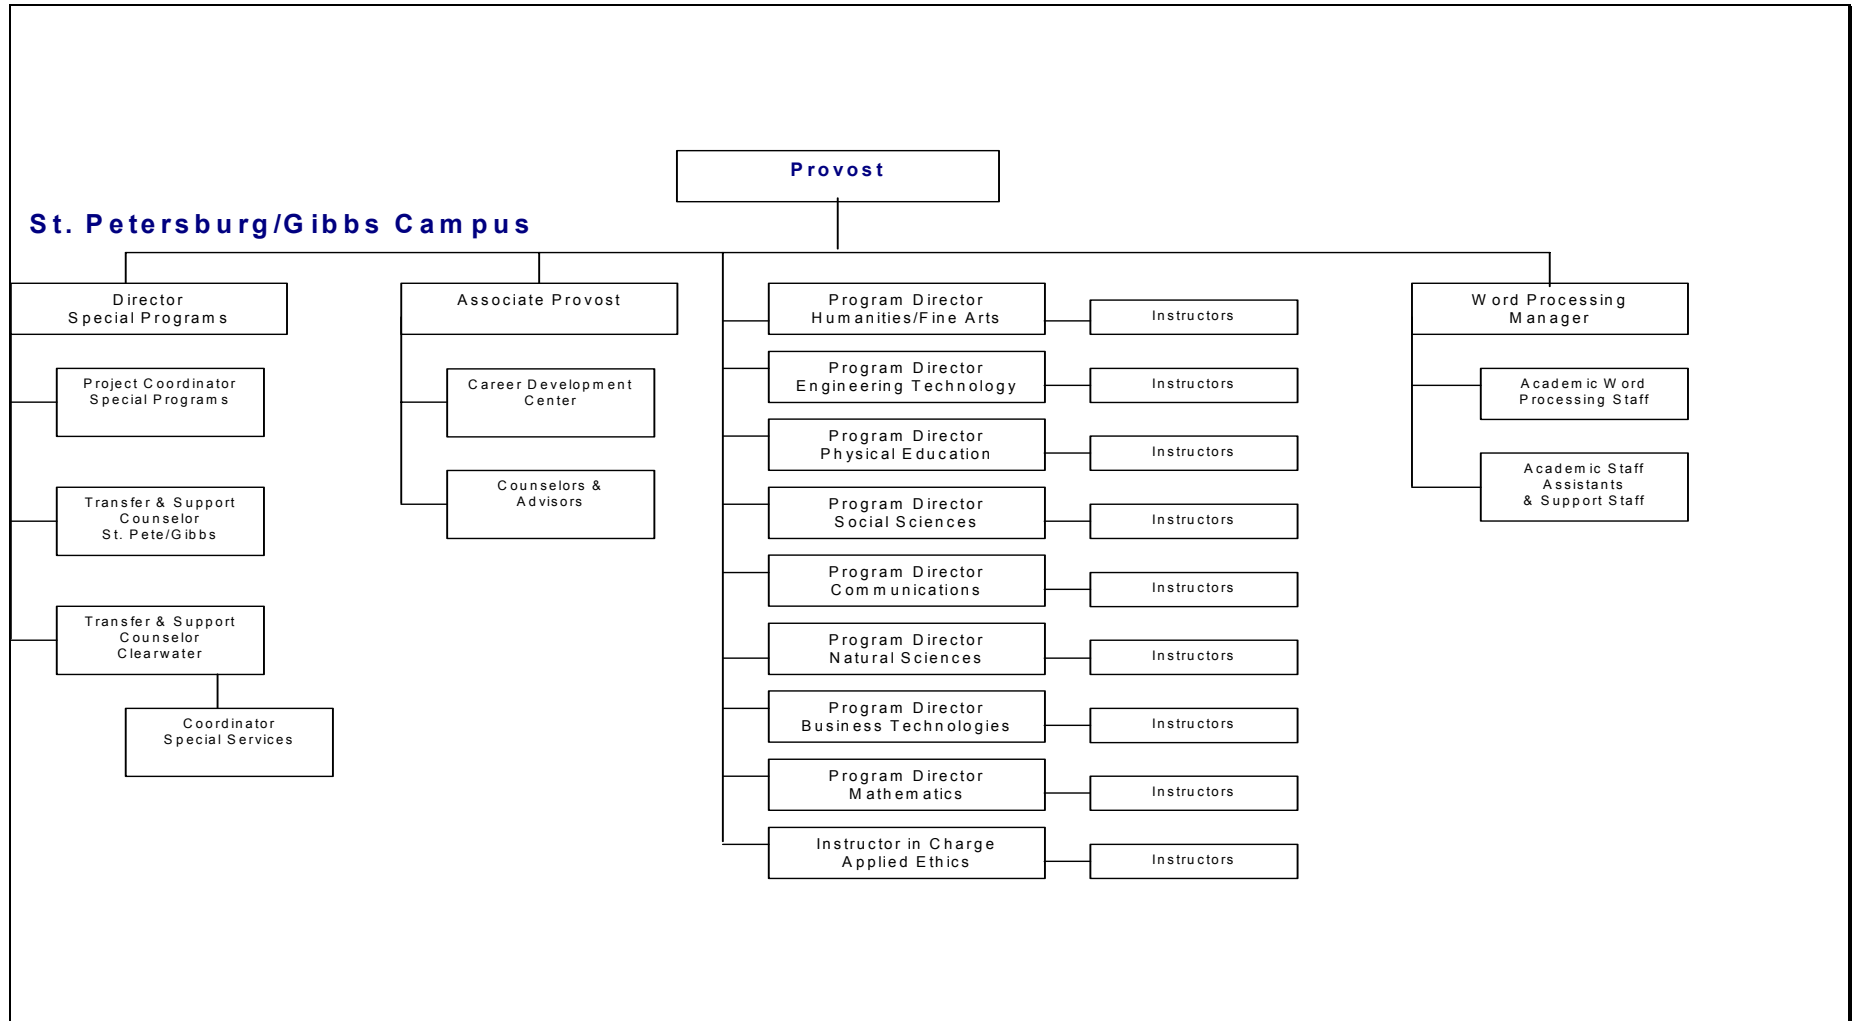 Provost
St. Petersburg/Gibbs Campus
Director
Special Programs
Project Coordinator
Special Programs
Transfer & Support
Counselor
St. Pete/Gibbs
Transfer & Support
Counselor
Clearwater
Coordinator
Special Services
Associate Provost
Career Development
Center
Counselors &
Advisors
Program Director
Humanities/Fine Arts
Instructors
Program Director
Engineering Technology
Instructors
Program Director
Physical Education
Instructors
Program Director
Social Sciences
Instructors
Program Director
Communications
Instructors
Program Director
Natural Sciences
Instructors
Program Director
Business Technologies
Instructors
Program Director
Mathematics
Instructors
Instructor in Charge
Applied Ethics
Instructors
Word Processing
Manager
Academic Word
Processing Staff
Academic Staff
Assistants
& Support Staff